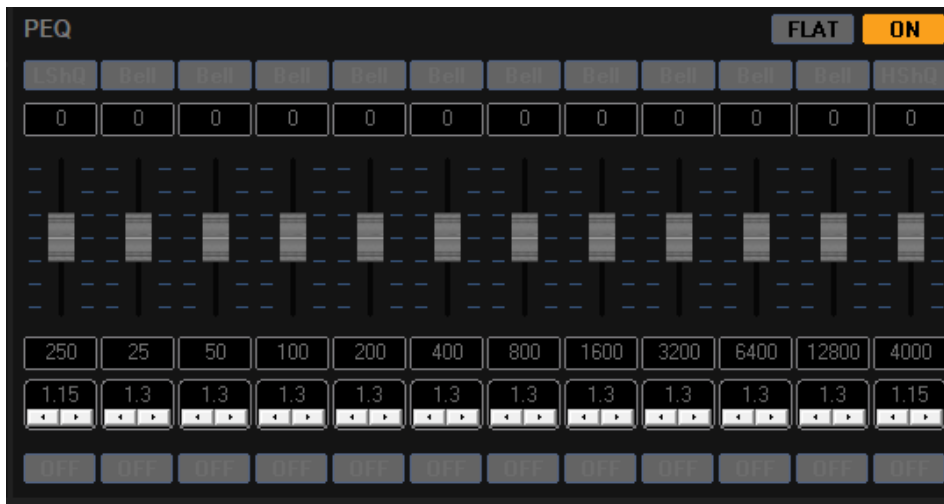 PEQ FLAT ON
LShQ Bell Bell Bell Bell Bell Bell Bell Bell Bell Bell HShQ
0 0 0 0 0 0 0 0 0 0 0 0
250 25 50 100 200 400 800 1600 3200 6400 12800 4000
1.15 1.3 1.3 1.3 1.3 1.3 1.3 1.3 1.3 1.3 1.3 1.15
OFF OFF OFF OFF OFF OFF OFF OFF OFF OFF OFF OFF